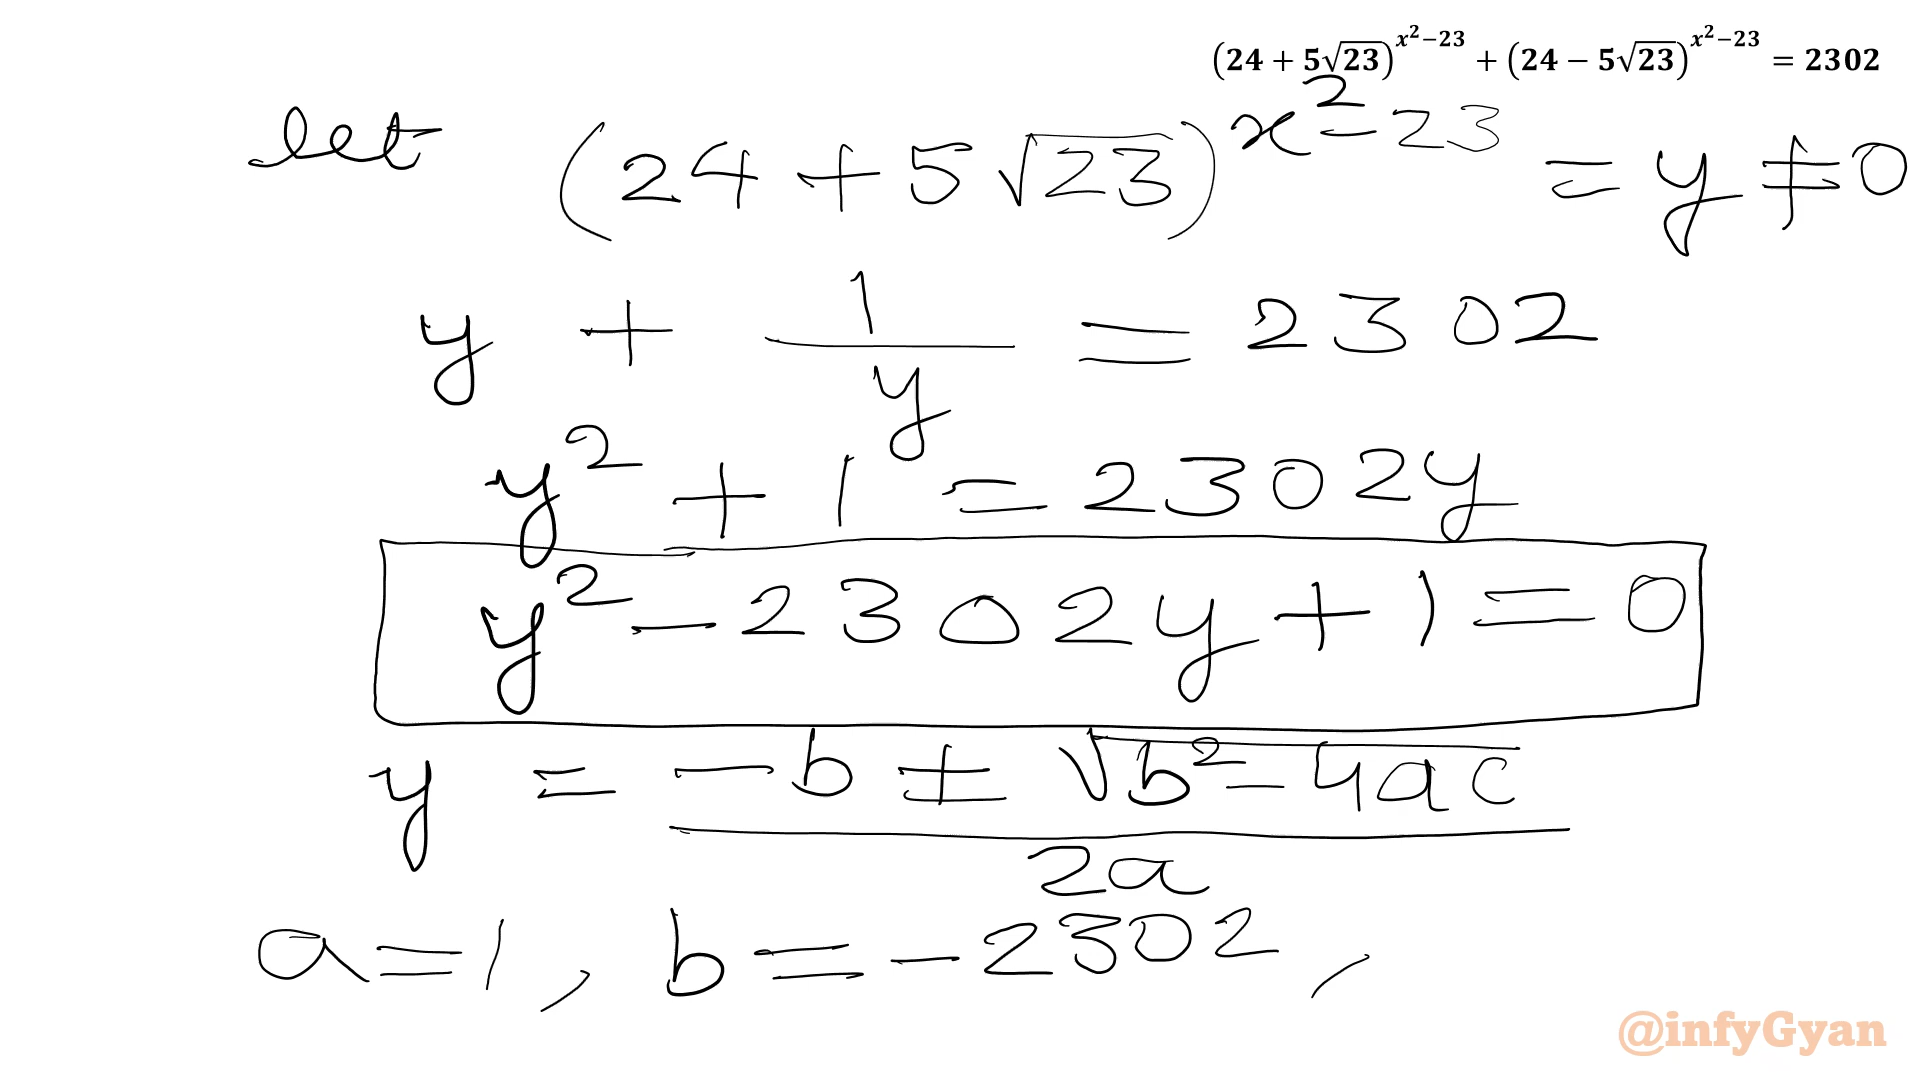 (24 + 5√23)^(x²−23) + (24 − 5√23)^(x²−23) = 2302
let (24 + 5√23)^(x²−23) = y ≠ 0
y + 1/y = 2302
y² + 1 = 2302y
y² − 2302y + 1 = 0
y = (−b ± √(b² − 4ac))/2a
a = 1, b = −2302,
@infyGyan